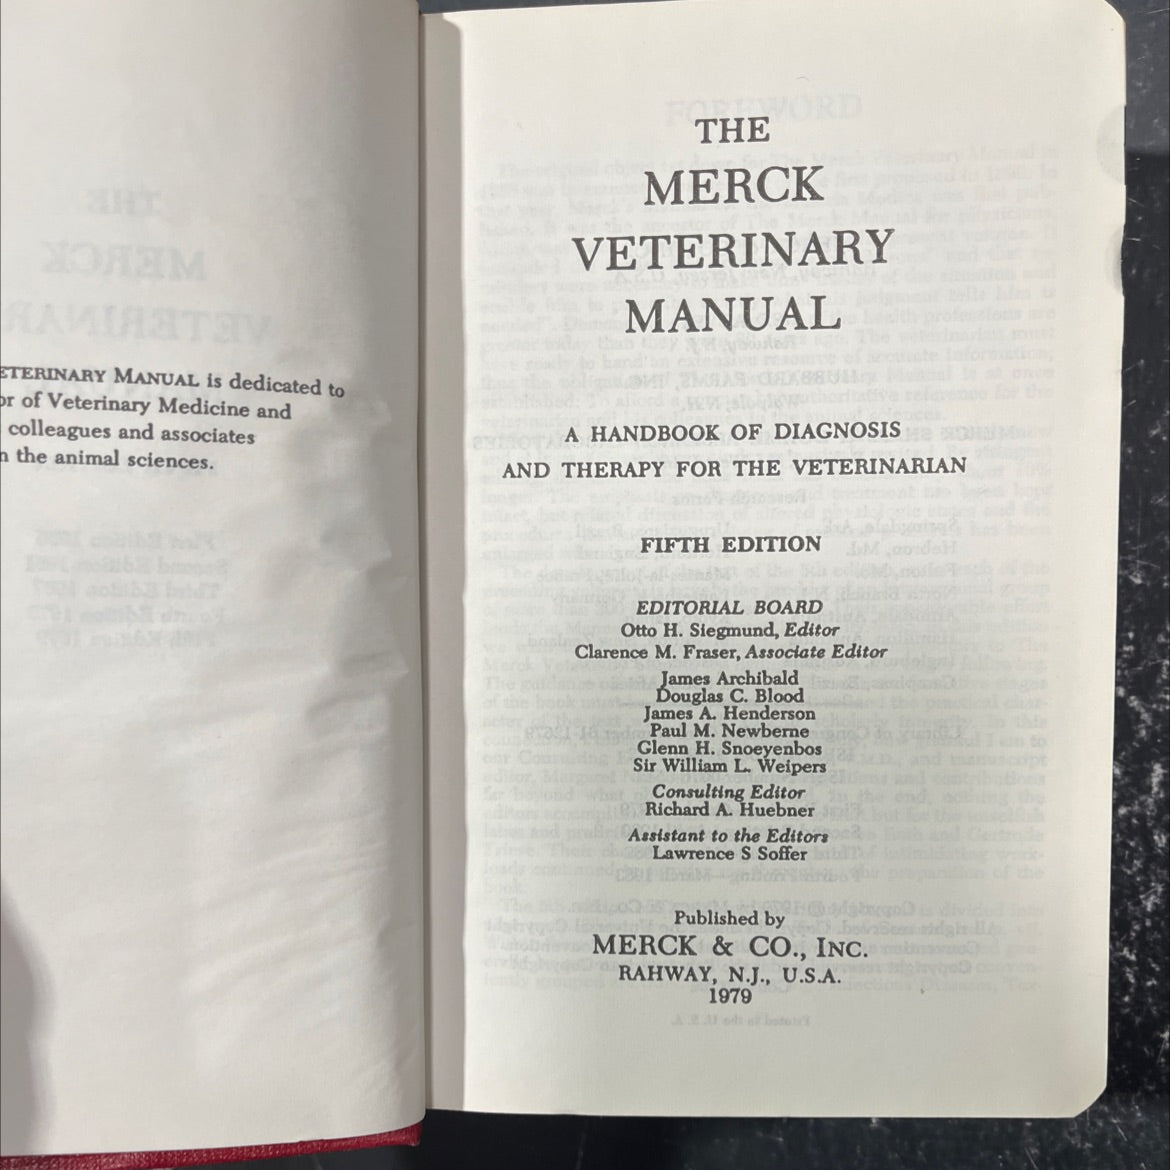 ETERINARY MANUAL is dedicated to
or of Veterinary Medicine and
colleagues and associates
n the animal sciences.
THE
MERCK
VETERINARY
MANUAL
A HANDBOOK OF DIAGNOSIS
AND THERAPY FOR THE VETERINARIAN
FIFTH EDITION
EDITORIAL BOARD
Otto H. Siegmund, Editor
Clarence M. Fraser, Associate Editor
James Archibald
Douglas C. Blood
James A. Henderson
Paul M. Newberne
Glenn H. Snoeyenbos
Sir William L. Weipers
Consulting Editor
Richard A. Huebner
Assistant to the Editors
Lawrence S Soffer
Published by
MERCK & CO., INC.
RAHWAY, N.J., U.S.A.
1979